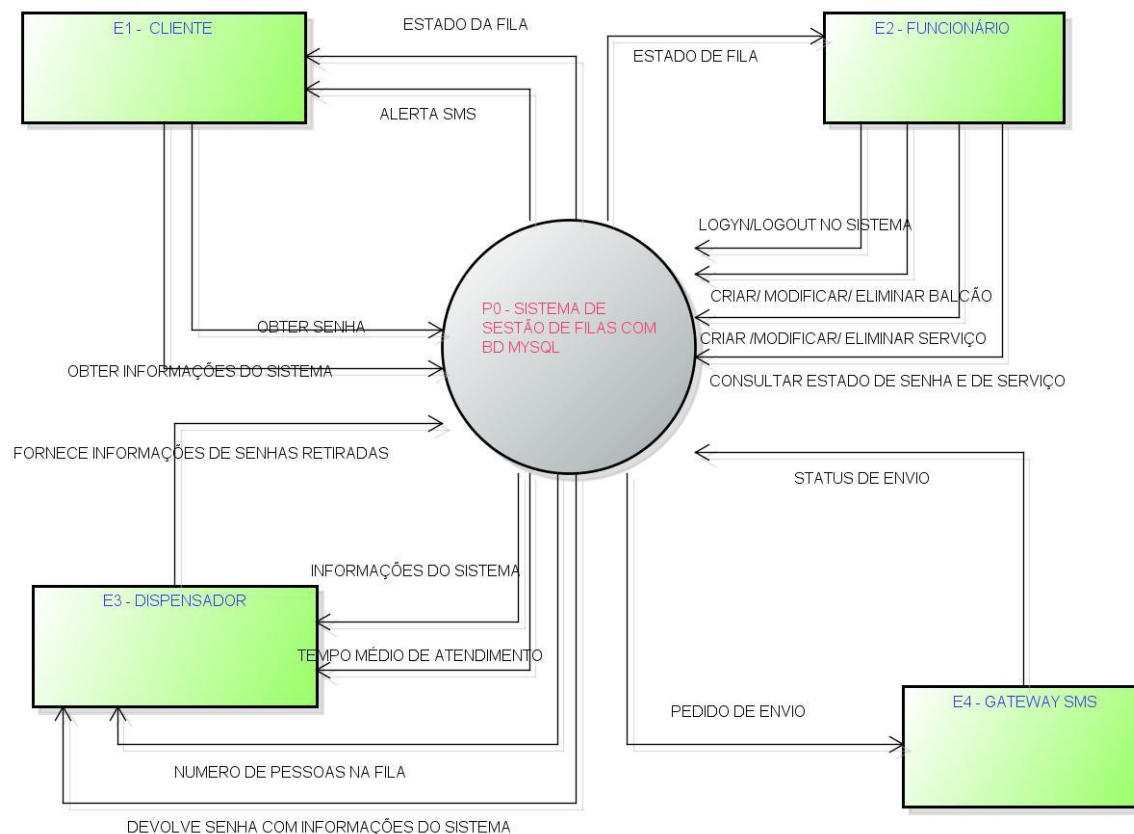 E1 - CLIENTE
ESTADO DA FILA
E2 - FUNCIONÁRIO
ESTADO DE FILA
ALERTA SMS
LOGYN/LOGOUT NO SISTEMA
CRIAR/ MODIFICAR/ ELIMINAR BALCÃO
P0 - SISTEMA DE
SESTÃO DE FILAS COM
BD MYSQL
OBTER SENHA
CRIAR /MODIFICAR/ ELIMINAR SERVIÇO
OBTER INFORMAÇÕES DO SISTEMA
CONSULTAR ESTADO DE SENHA E DE SERVIÇO
FORNECE INFORMAÇÕES DE SENHAS RETIRADAS
STATUS DE ENVIO
INFORMAÇÕES DO SISTEMA
E3 - DISPENSADOR
TEMPO MÉDIO DE ATENDIMENTO
E4 - GATEWAY SMS
PEDIDO DE ENVIO
NUMERO DE PESSOAS NA FILA
DEVOLVE SENHA COM INFORMAÇÕES DO SISTEMA